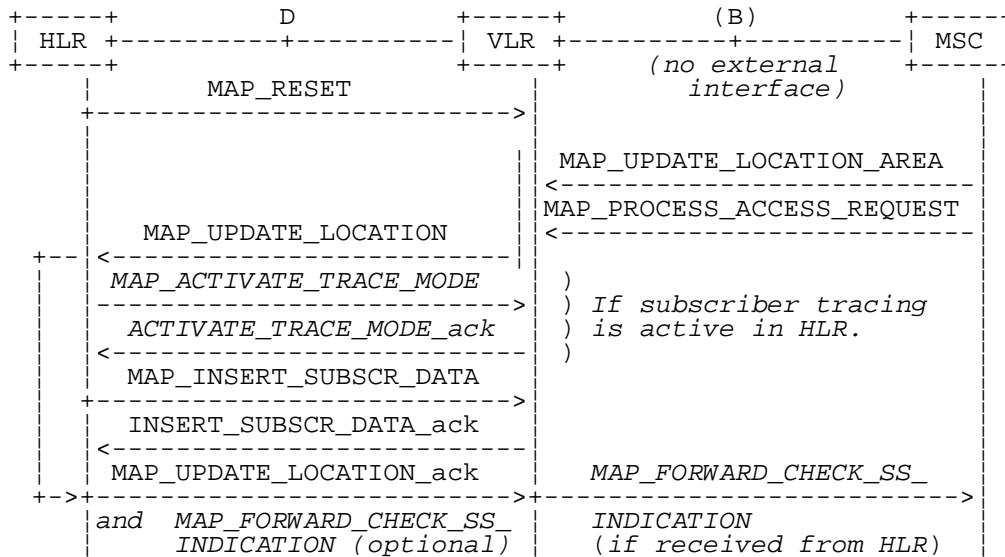 D (B)
HLR VLR MSC
(no external
MAP_RESET interface)
MAP_UPDATE_LOCATION_AREA
MAP_PROCESS_ACCESS_REQUEST
MAP_UPDATE_LOCATION
MAP_ACTIVATE_TRACE_MODE )
) If subscriber tracing
ACTIVATE_TRACE_MODE_ack ) is active in HLR.
)
MAP_INSERT_SUBSCR_DATA
INSERT_SUBSCR_DATA_ack
MAP_UPDATE_LOCATION_ack MAP_FORWARD_CHECK_SS_
and MAP_FORWARD_CHECK_SS_ INDICATION
INDICATION (optional) (if received from HLR)